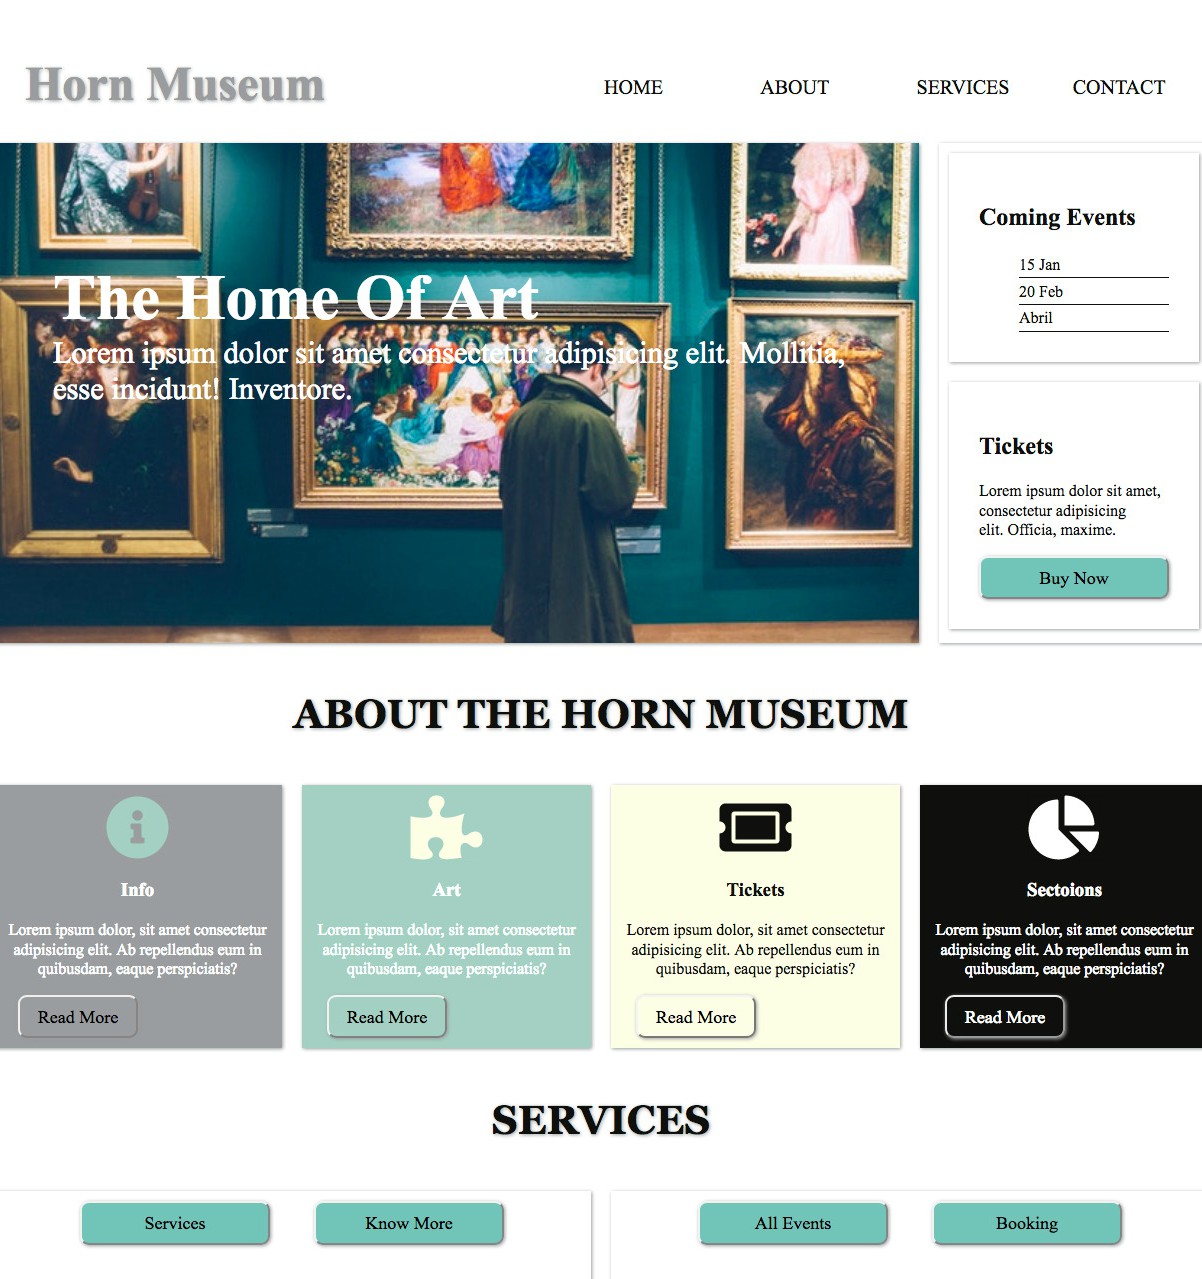 Horn Museum
HOME ABOUT SERVICES CONTACT
The Home Of Art
Lorem ipsum dolor sit amet consectetur adipisicing elit. Mollitia,
esse incidunt! Inventore.
Coming Events
15 Jan
20 Feb
Abril
Tickets
Lorem ipsum dolor sit amet,
consectetur adipisicing
elit. Officia, maxime.
Buy Now
ABOUT THE HORN MUSEUM
Info
Lorem ipsum dolor, sit amet consectetur
adipisicing elit. Ab repellendus eum in
quibusdam, eaque perspiciatis?
Read More
Art
Lorem ipsum dolor, sit amet consectetur
adipisicing elit. Ab repellendus eum in
quibusdam, eaque perspiciatis?
Read More
Tickets
Lorem ipsum dolor, sit amet consectetur
adipisicing elit. Ab repellendus eum in
quibusdam, eaque perspiciatis?
Read More
Sectoions
Lorem ipsum dolor, sit amet consectetur
adipisicing elit. Ab repellendus eum in
quibusdam, eaque perspiciatis?
Read More
SERVICES
Services
Know More
All Events
Booking